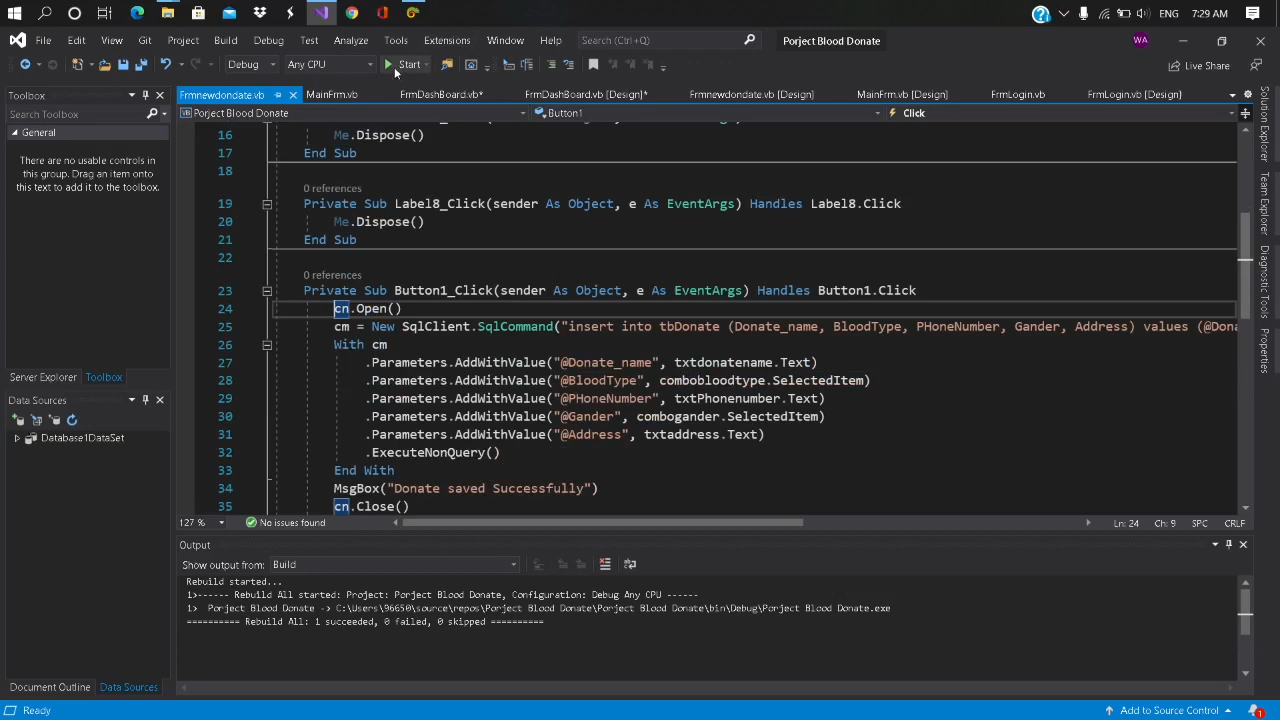 ENG 7:29 AM
File Edit View Git Project Build Debug Test Analyze Tools Extensions Window Help Search (Ctrl+Q) Porject Blood Donate WA
Debug Any CPU Start Live Share
Toolbox
Frmnewdondate.vb MainFrm.vb FrmDashBoard.vb* FrmDashBoard.vb [Design]* Frmnewdondate.vb [Design] MainFrm.vb [Design] FrmLogin.vb FrmLogin.vb [Design]
Search Toolbox
Porject Blood Donate Button1 Click
General
There are no usable controls in
this group. Drag an item onto
this text to add it to the toolbox.
16 Me.Dispose()
17 End Sub
18
0 references
19 Private Sub Label8_Click(sender As Object, e As EventArgs) Handles Label8.Click
20 Me.Dispose()
21 End Sub
22
0 references
23 Private Sub Button1_Click(sender As Object, e As EventArgs) Handles Button1.Click
24 cn.Open()
25 cm = New SqlClient.SqlCommand("insert into tbDonate (Donate_name, BloodType, PHoneNumber, Gander, Address) values (@Dona
26 With cm
27 .Parameters.AddWithValue("@Donate_name", txtdonatename.Text)
28 .Parameters.AddWithValue("@BloodType", combobloodtype.SelectedItem)
29 .Parameters.AddWithValue("@PHoneNumber", txtPhonenumber.Text)
30 .Parameters.AddWithValue("@Gander", combogander.SelectedItem)
31 .Parameters.AddWithValue("@Address", txtaddress.Text)
32 .ExecuteNonQuery()
33 End With
34 MsgBox("Donate saved Successfully")
35 cn.Close()
Server Explorer Toolbox
Data Sources
Database1DataSet
127 % No issues found Ln: 24 Ch: 9 SPC CRLF
Output
Show output from: Build
Rebuild started...
1>------ Rebuild All started: Project: Porject Blood Donate, Configuration: Debug Any CPU ------
1> Porject Blood Donate -> C:\Users\96650\source\repos\Porject Blood Donate\Porject Blood Donate\bin\Debug\Porject Blood Donate.exe
========== Rebuild All: 1 succeeded, 0 failed, 0 skipped ==========
Document Outline Data Sources
Ready Add to Source Control 1
Solution Explorer
Team Explorer
Diagnostic Tools
Properties